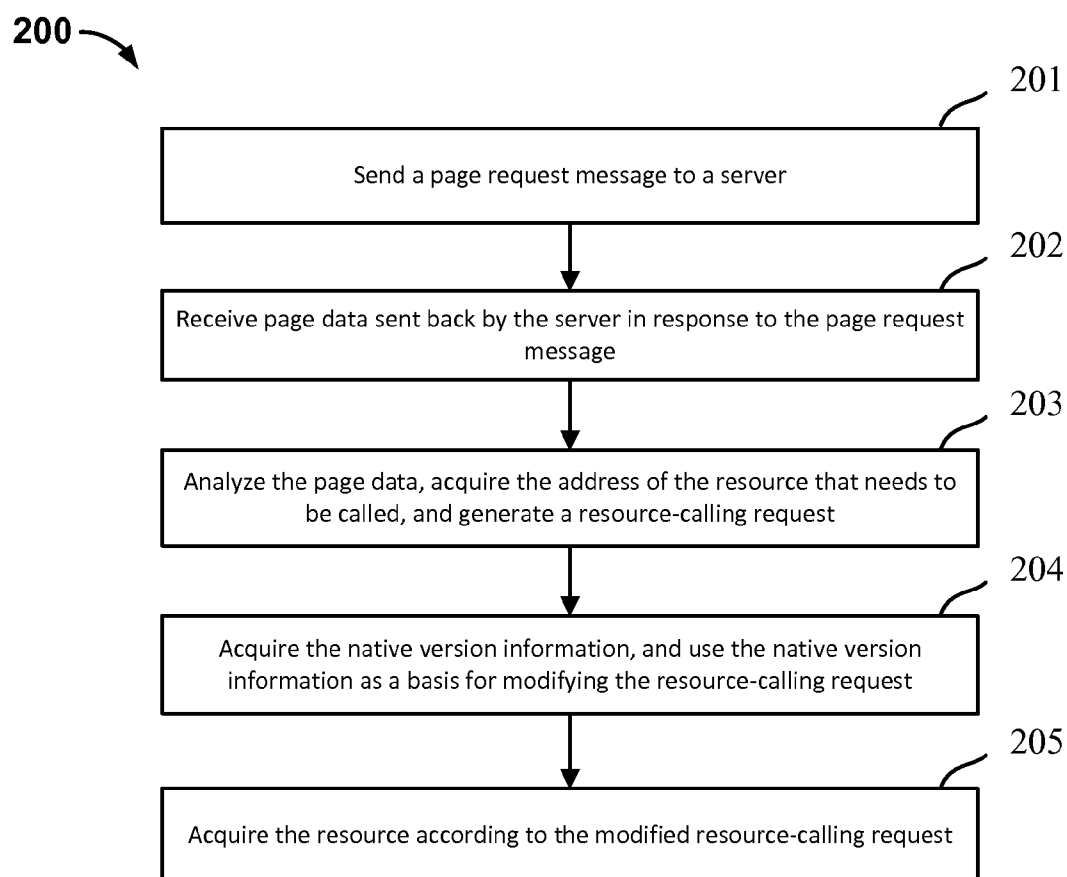 200
201
Send a page request message to a server
202
Receive page data sent back by the server in response to the page request
message
203
Analyze the page data, acquire the address of the resource that needs to
be called, and generate a resource-calling request
204
Acquire the native version information, and use the native version
information as a basis for modifying the resource-calling request
205
Acquire the resource according to the modified resource-calling request